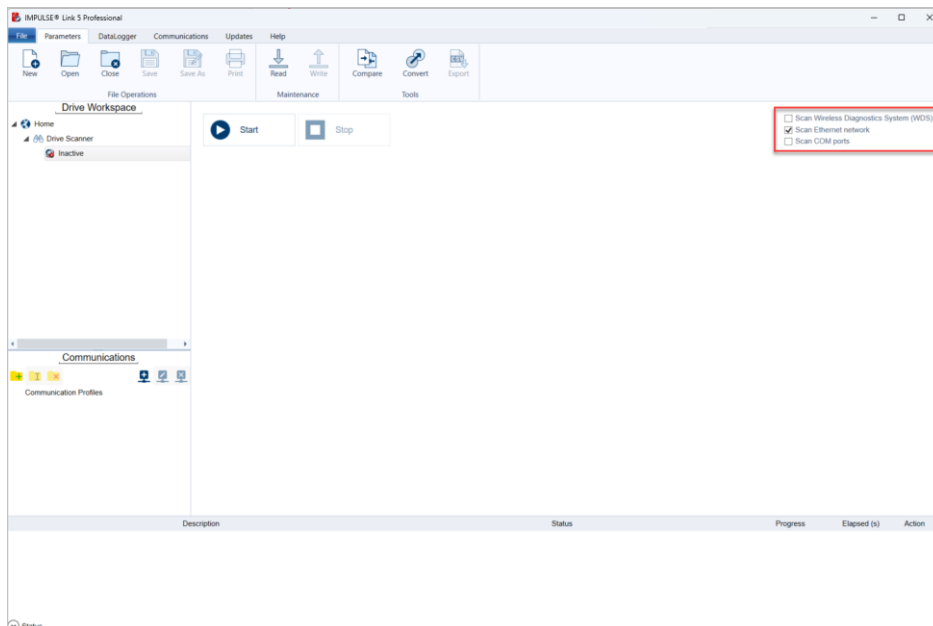 IMPULSE® Link 5 Professional
File Parameters DataLogger Communications Updates Help
New Open Close Save Save As Print Read Write Compare Convert Export
File Operations Maintenance Tools
Drive Workspace
Home
Drive Scanner
Inactive
Start Stop
Scan Wireless Diagnostics System (WDS)
Scan Ethernet network
Scan COM ports
Communications
Communication Profiles
Description Status Progress Elapsed (s) Action
Status